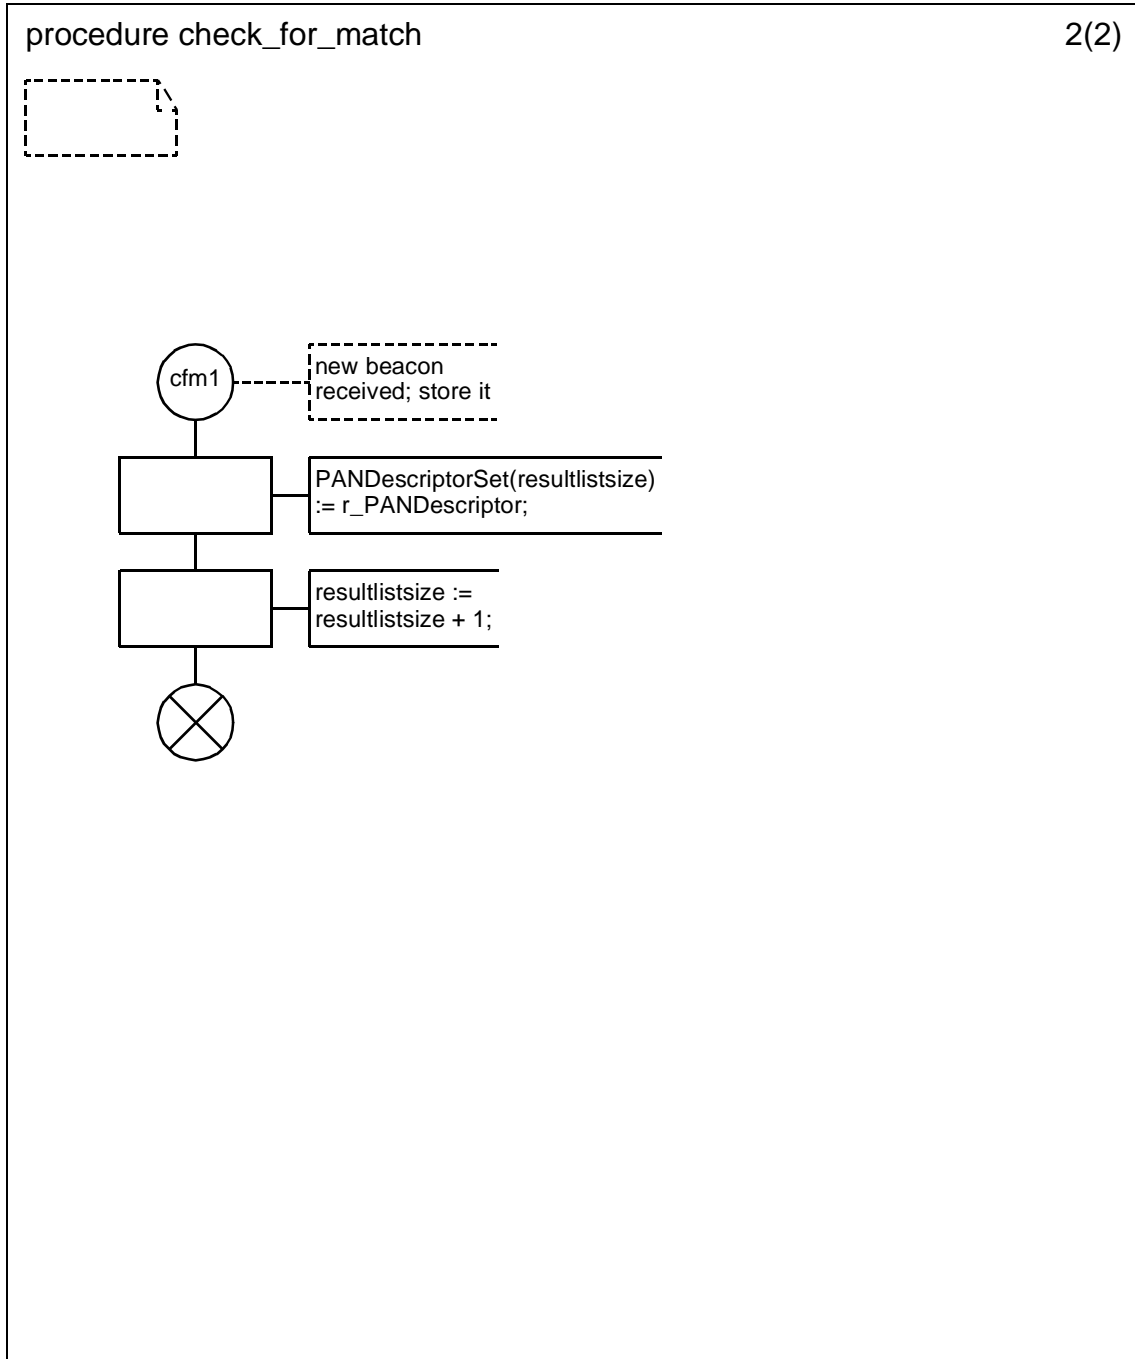 procedure check_for_match
2(2)
cfm1
new beacon
received; store it
PANDescriptorSet(resultlistsize)
:= r_PANDescriptor;
resultlistsize :=
resultlistsize + 1;